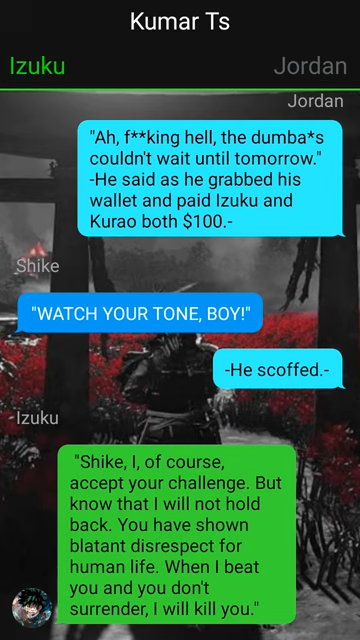 Kumar Ts
Izuku Jordan
Jordan
"Ah, f**king hell, the dumba*s
couldn't wait until tomorrow."
-He said as he grabbed his
wallet and paid Izuku and
Kurao both $100.-
Shike
"WATCH YOUR TONE, BOY!"
-He scoffed.-
Izuku
"Shike, I, of course,
accept your challenge. But
know that I will not hold
back. You have shown
blatant disrespect for
human life. When I beat
you and you don't
surrender, I will kill you."